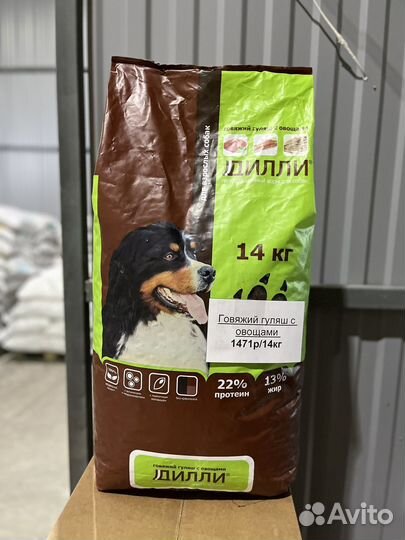 говяжий гуляш с овощами
ДИЛЛИ®
для взрослых собак
14 кг
Говяжий гуляш с
овощами
1471р/14кг
22%
протеин
13%
жир
говяжий гуляш с овощами
ДИЛЛИ®
Avito